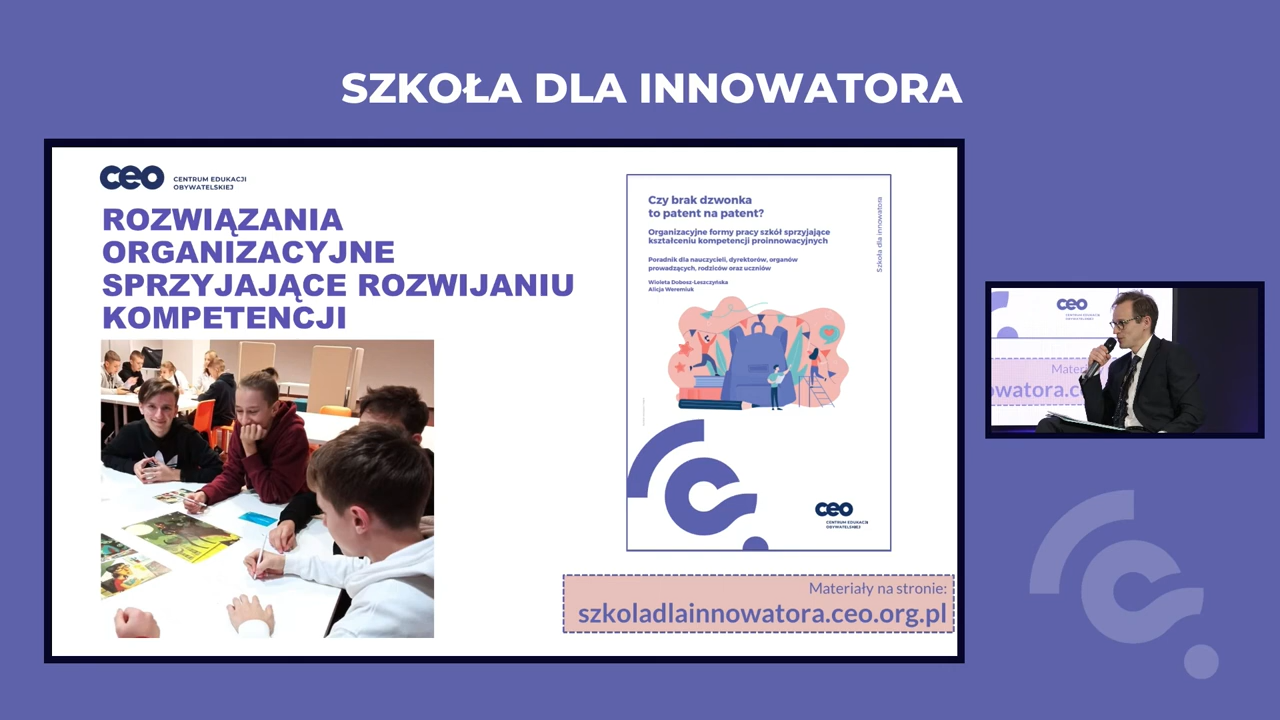 SZKOŁA DLA INNOWATORA
ceo
CENTRUM EDUKACJI
OBYWATELSKIEJ
ROZWIĄZANIA
ORGANIZACYJNE
SPRZYJAJĄCE ROZWIJANIU
KOMPETENCJI
Czy brak dzwonka
to patent na patent?
Organizacyjne formy pracy szkół sprzyjające
kształceniu kompetencji proinnowacyjnych
Poradnik dla nauczycieli, dyrektorów, organów
prowadzących, rodziców oraz uczniów
Wioleta Dobosz-Leszczyńska
Alicja Weremiuk
Szkoła dla innowatora
ceo
CENTRUM EDUKACJI
OBYWATELSKIEJ
Materiały na stronie:
szkoladlainnowatora.ceo.org.pl
ceo
CENTRUM EDUKACJI
OBYWATELSKIEJ
Mater
owatora.c